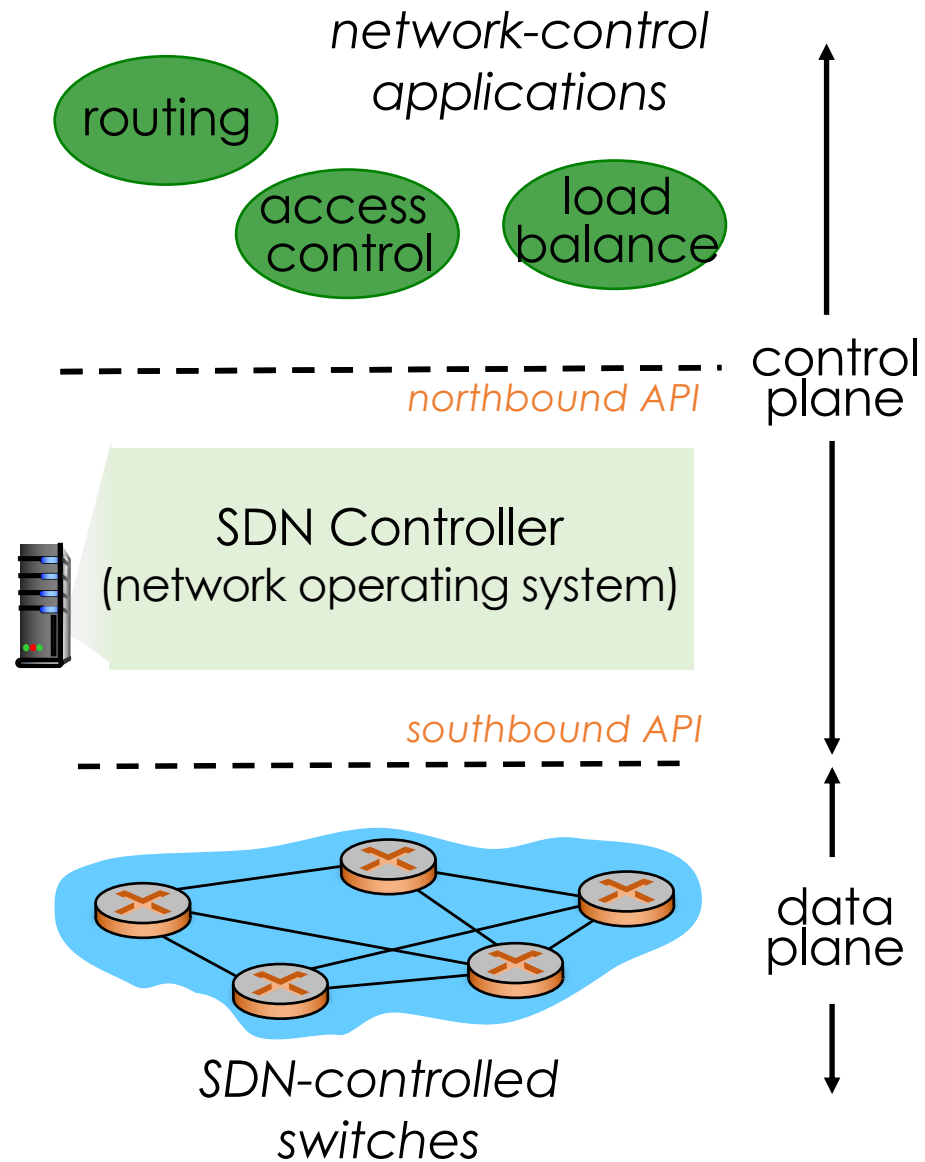 network-control
applications
routing
access
control
load
balance
control
plane
northbound API
SDN Controller
(network operating system)
southbound API
data
plane
SDN-controlled
switches